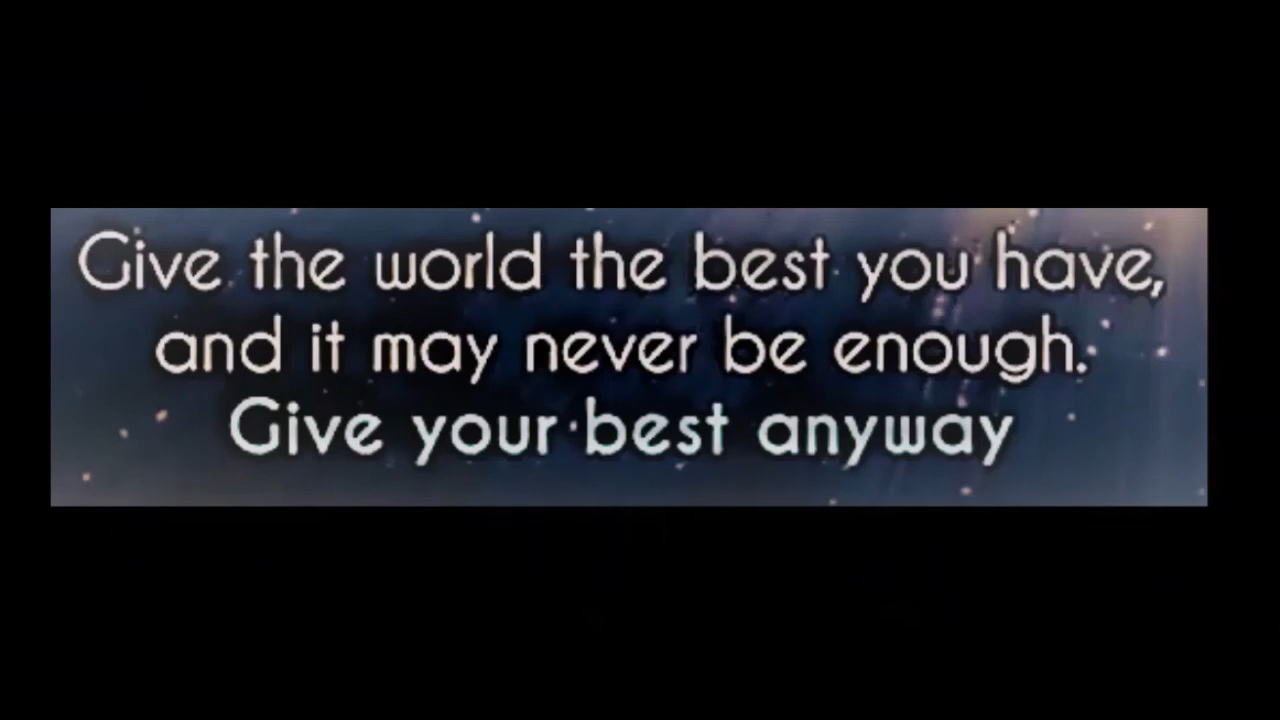 Give the world the best you have,
and it may never be enough.
Give your best anyway